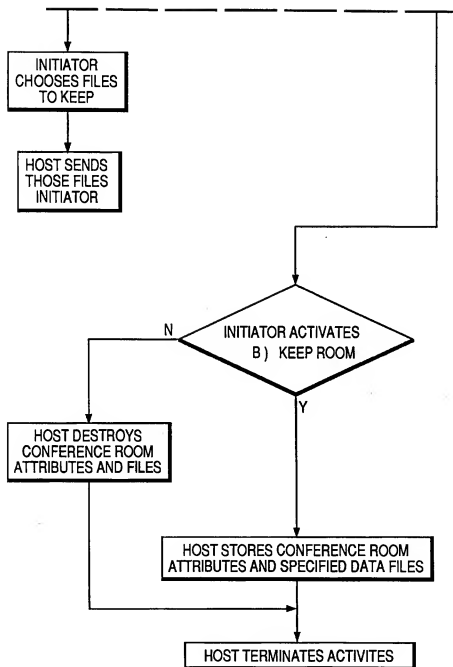 INITIATOR
CHOOSES FILES
TO KEEP
HOST SENDS
THOSE FILES
INITIATOR
INITIATOR ACTIVATES
B ) KEEP ROOM
N
Y
HOST DESTROYS
CONFERENCE ROOM
ATTRIBUTES AND FILES
HOST STORES CONFERENCE ROOM
ATTRIBUTES AND SPECIFIED DATA FILES
HOST TERMINATES ACTIVITES